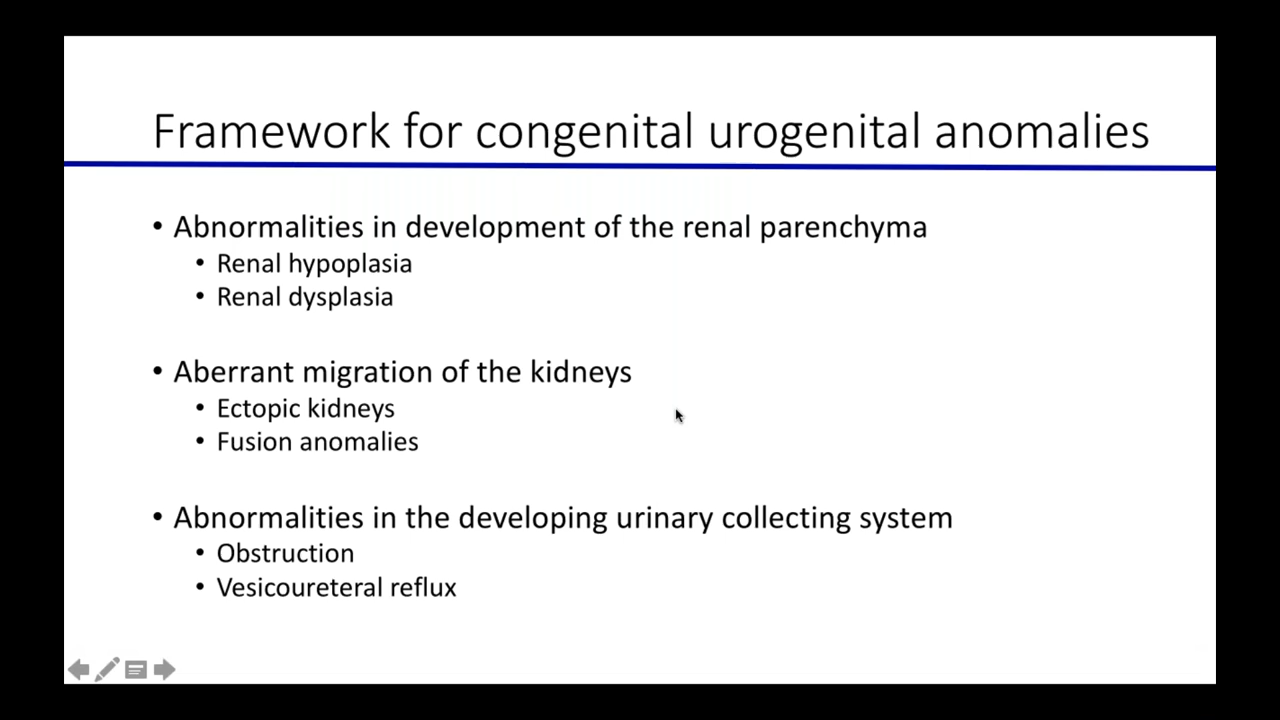 Framework for congenital urogenital anomalies
• Abnormalities in development of the renal parenchyma
• Renal hypoplasia
• Renal dysplasia
• Aberrant migration of the kidneys
• Ectopic kidneys
• Fusion anomalies
• Abnormalities in the developing urinary collecting system
• Obstruction
• Vesicoureteral reflux